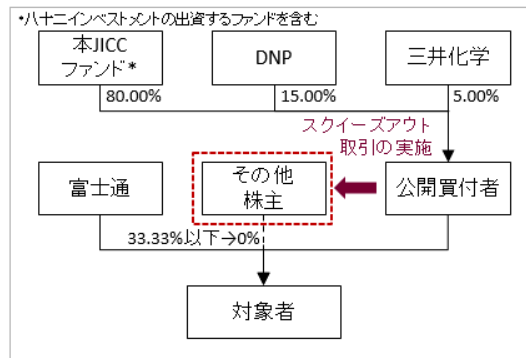 *八十二インベストメントの出資するファンドを含む
本JICC
ファンド*
DNP
三井化学
80.00%
15.00%
5.00%
スクイーズアウト
取引の実施
富士通
その他
株主
公開買付者
33.33%以下→0%
対象者